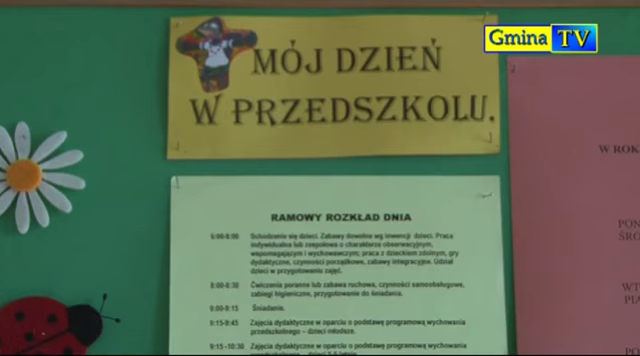 Gmina TV
MÓJ DZIEŃ
W PRZEDSZKOLU.
RAMOWY ROZKŁAD DNIA
6:00-8:00 Schodzenie się dzieci. Zabawy dowolne wg inwencji dzieci. Praca
indywidualna lub zespołowa o charakterze obserwacyjnym,
wspomagającym i wychowawczym; praca z dzieckiem zdolnym, gry
dydaktyczne, czynności porządkowe, zabawy integracyjne. Udział
dzieci w przygotowaniu zajęć.
8:00-8:30 Ćwiczenia poranne lub zabawa ruchowa, czynności samoobsługowe,
zabiegi higieniczne, przygotowanie do śniadania.
9:00-9:15 Śniadanie.
9:15-9:45 Zajęcia dydaktyczne w oparciu o podstawę programową wychowania
przedszkolnego – dzieci młodsze.
9:15 -10:30 Zajęcia dydaktyczne w oparciu o podstawę programową wychowania
W ROK
PON
ŚRO
WT
PIA